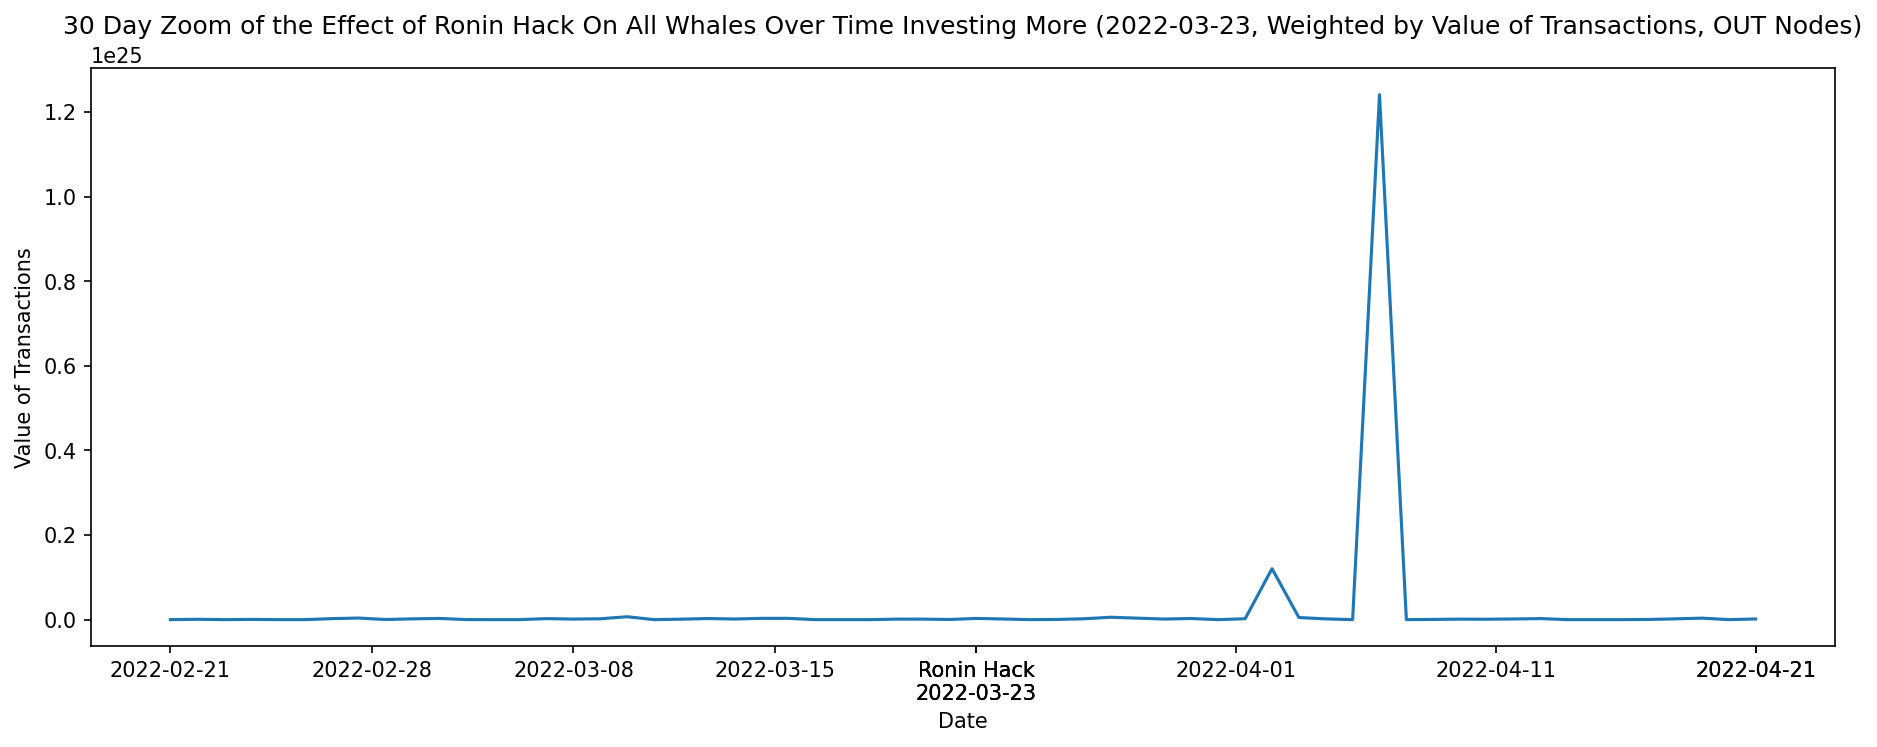 30 Day Zoom of the Effect of Ronin Hack On All Whales Over Time Investing More (2022-03-23, Weighted by Value of Transactions, OUT Nodes)
1e25
1.2
1.0
0.8
0.6
0.4
0.2
0.0
Value of Transactions
2022-02-21 2022-02-28 2022-03-08 2022-03-15 Ronin Hack 2022-04-01 2022-04-11 2022-04-21
2022-03-23
Date